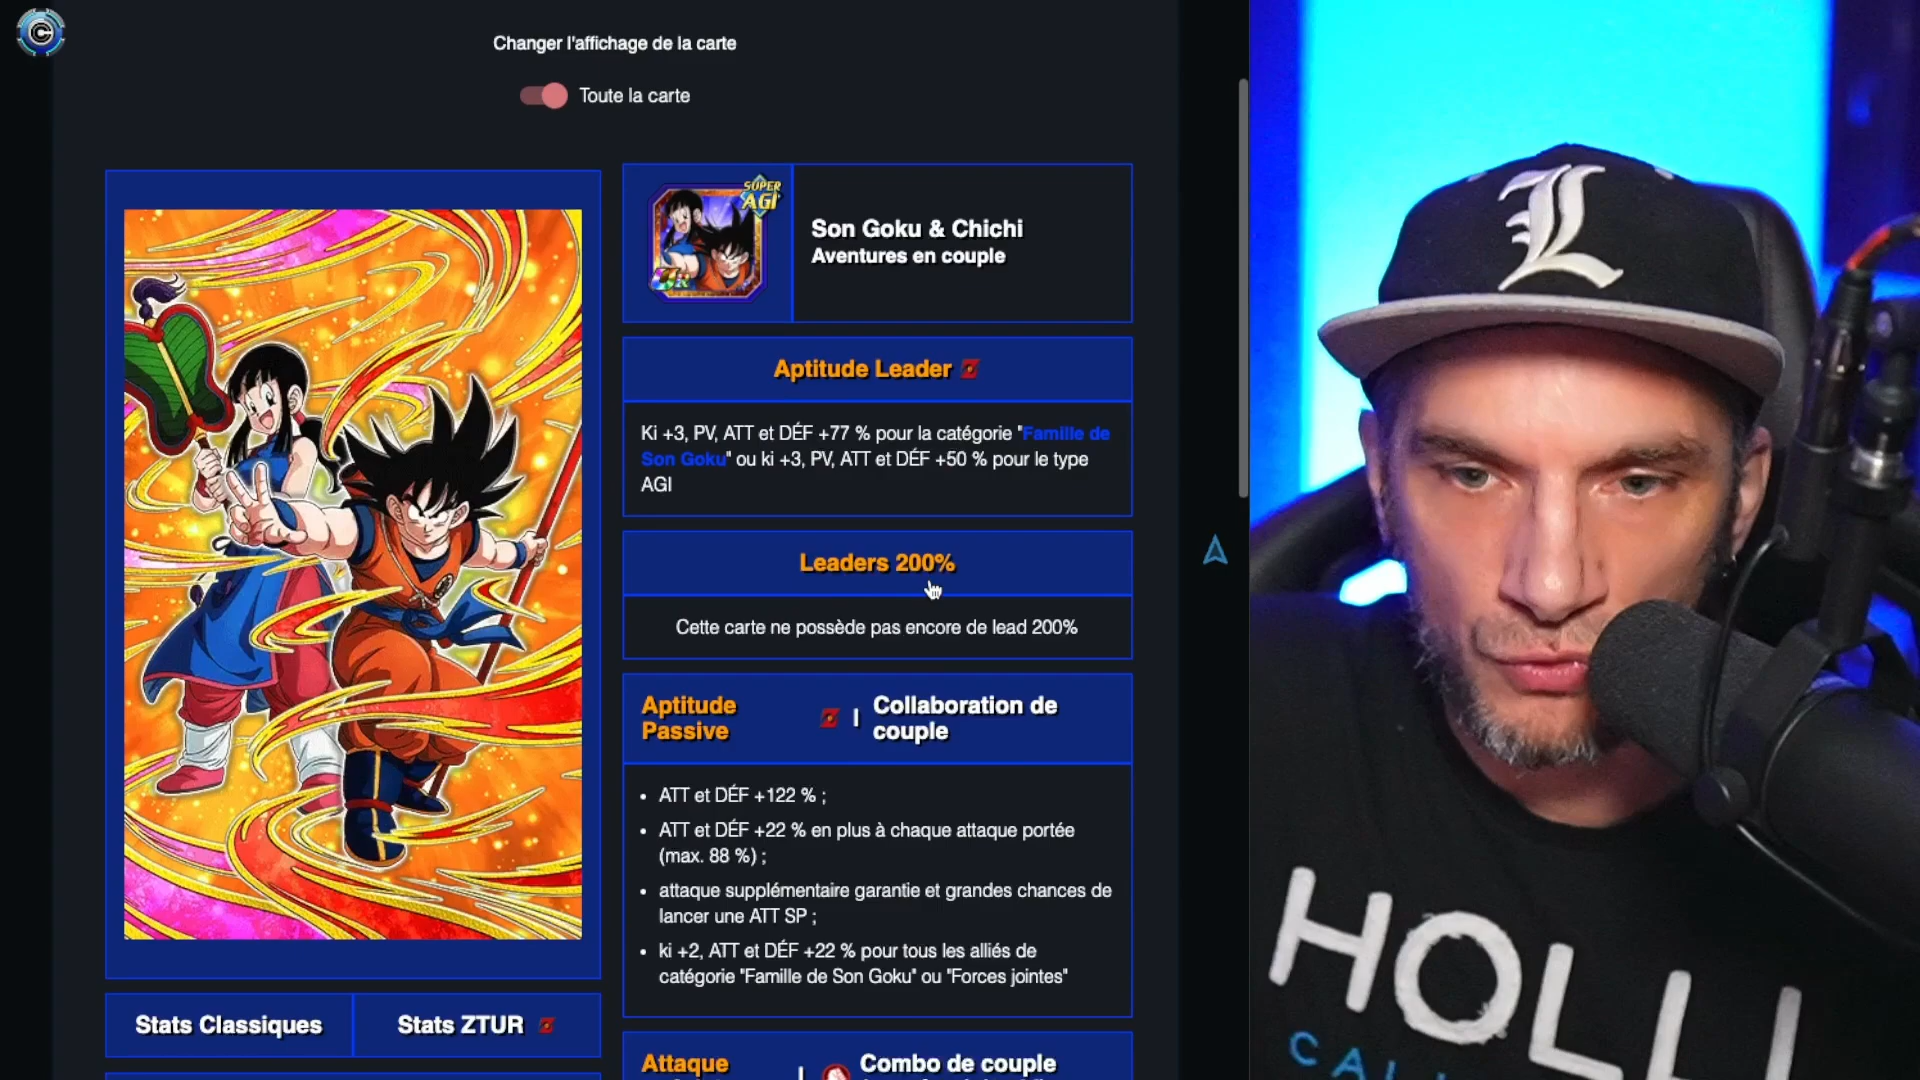 Changer l'affichage de la carte
Toute la carte
SUPER
AGI
Son Goku & Chichi
Aventures en couple
Aptitude Leader
Ki +3, PV, ATT et DÉF +77 % pour la catégorie "Famille de
Son Goku" ou ki +3, PV, ATT et DÉF +50 % pour le type
AGI
Leaders 200%
Cette carte ne possède pas encore de lead 200%
Aptitude
Passive
Collaboration de
couple
• ATT et DÉF +122 % ;
• ATT et DÉF +22 % en plus à chaque attaque portée
(max. 88 %) ;
• attaque supplémentaire garantie et grandes chances de
lancer une ATT SP ;
• ki +2, ATT et DÉF +22 % pour tous les alliés de
catégorie "Famille de Son Goku" ou "Forces jointes"
Stats Classiques
Stats ZTUR
Attaque
Combo de couple
L
HOLLI
CAL